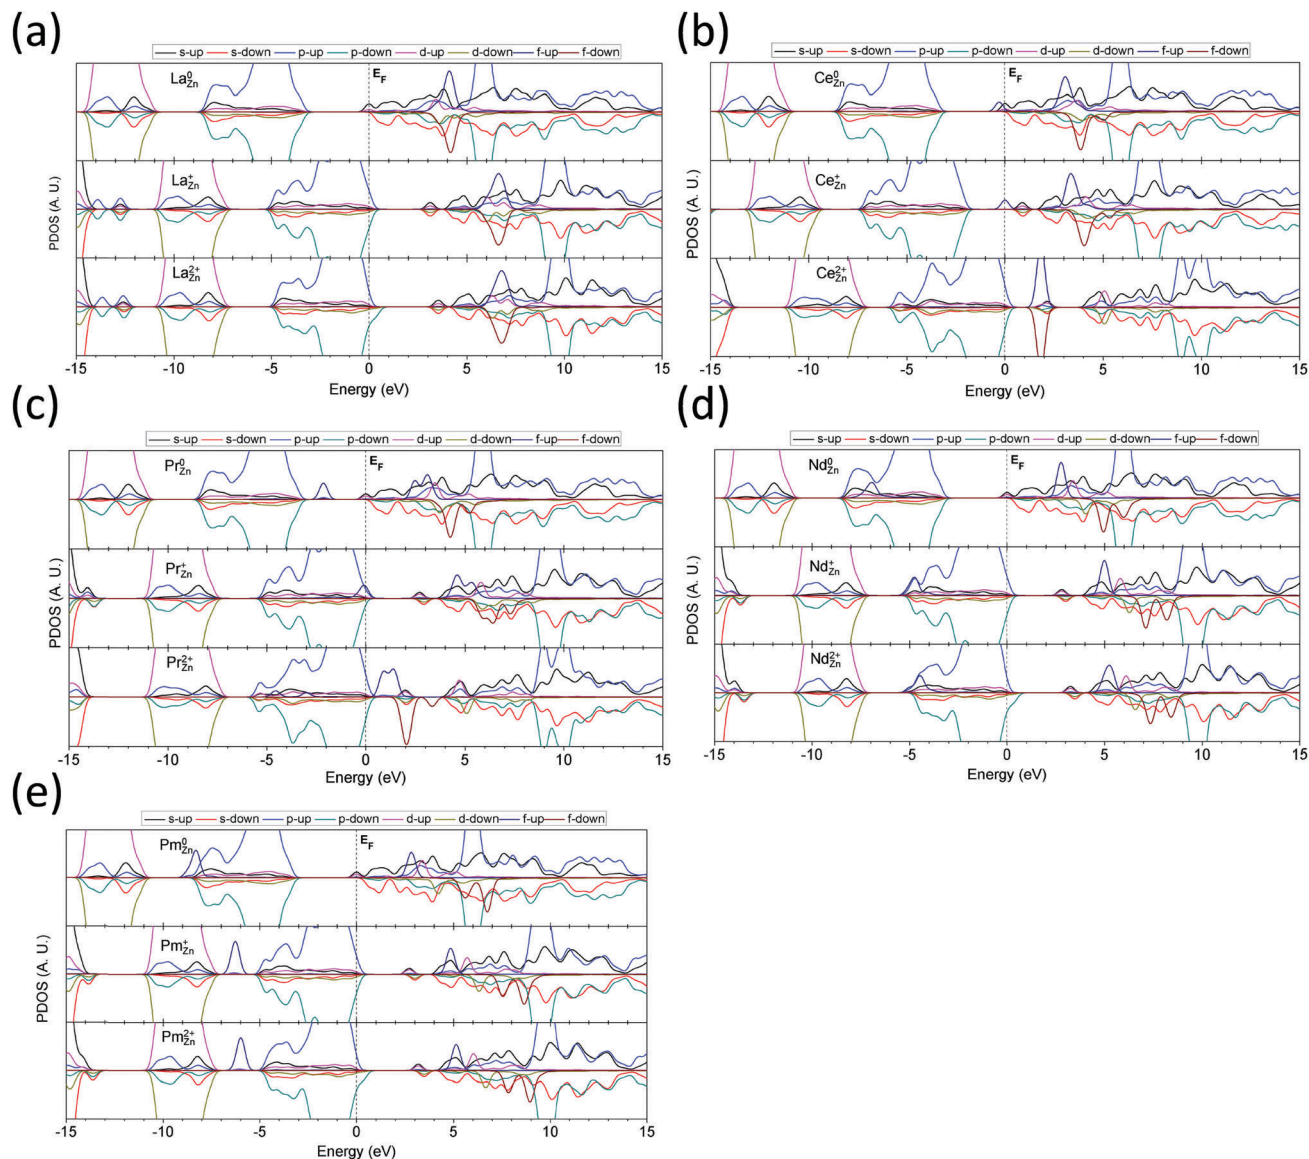 (a)
s-up s-down p-up p-down d-up d-down f-up f-down
La⁰Zn
E_F
La⁺Zn
La²⁺Zn
PDOS (A. U.)
-15 -10 -5 0 5 10 15
Energy (eV)
(b)
s-up s-down p-up p-down d-up d-down f-up f-down
Ce⁰Zn
E_F
Ce⁺Zn
Ce²⁺Zn
PDOS (A. U.)
-15 -10 -5 0 5 10 15
Energy (eV)
(c)
s-up s-down p-up p-down d-up d-down f-up f-down
Pr⁰Zn
E_F
Pr⁺Zn
Pr²⁺Zn
PDOS (A. U.)
-15 -10 -5 0 5 10 15
Energy (eV)
(d)
s-up s-down p-up p-down d-up d-down f-up f-down
Nd⁰Zn
E_F
Nd⁺Zn
Nd²⁺Zn
PDOS (A. U.)
-15 -10 -5 0 5 10 15
Energy (eV)
(e)
s-up s-down p-up p-down d-up d-down f-up f-down
Pm⁰Zn
E_F
Pm⁺Zn
Pm²⁺Zn
PDOS (A. U.)
-15 -10 -5 0 5 10 15
Energy (eV)